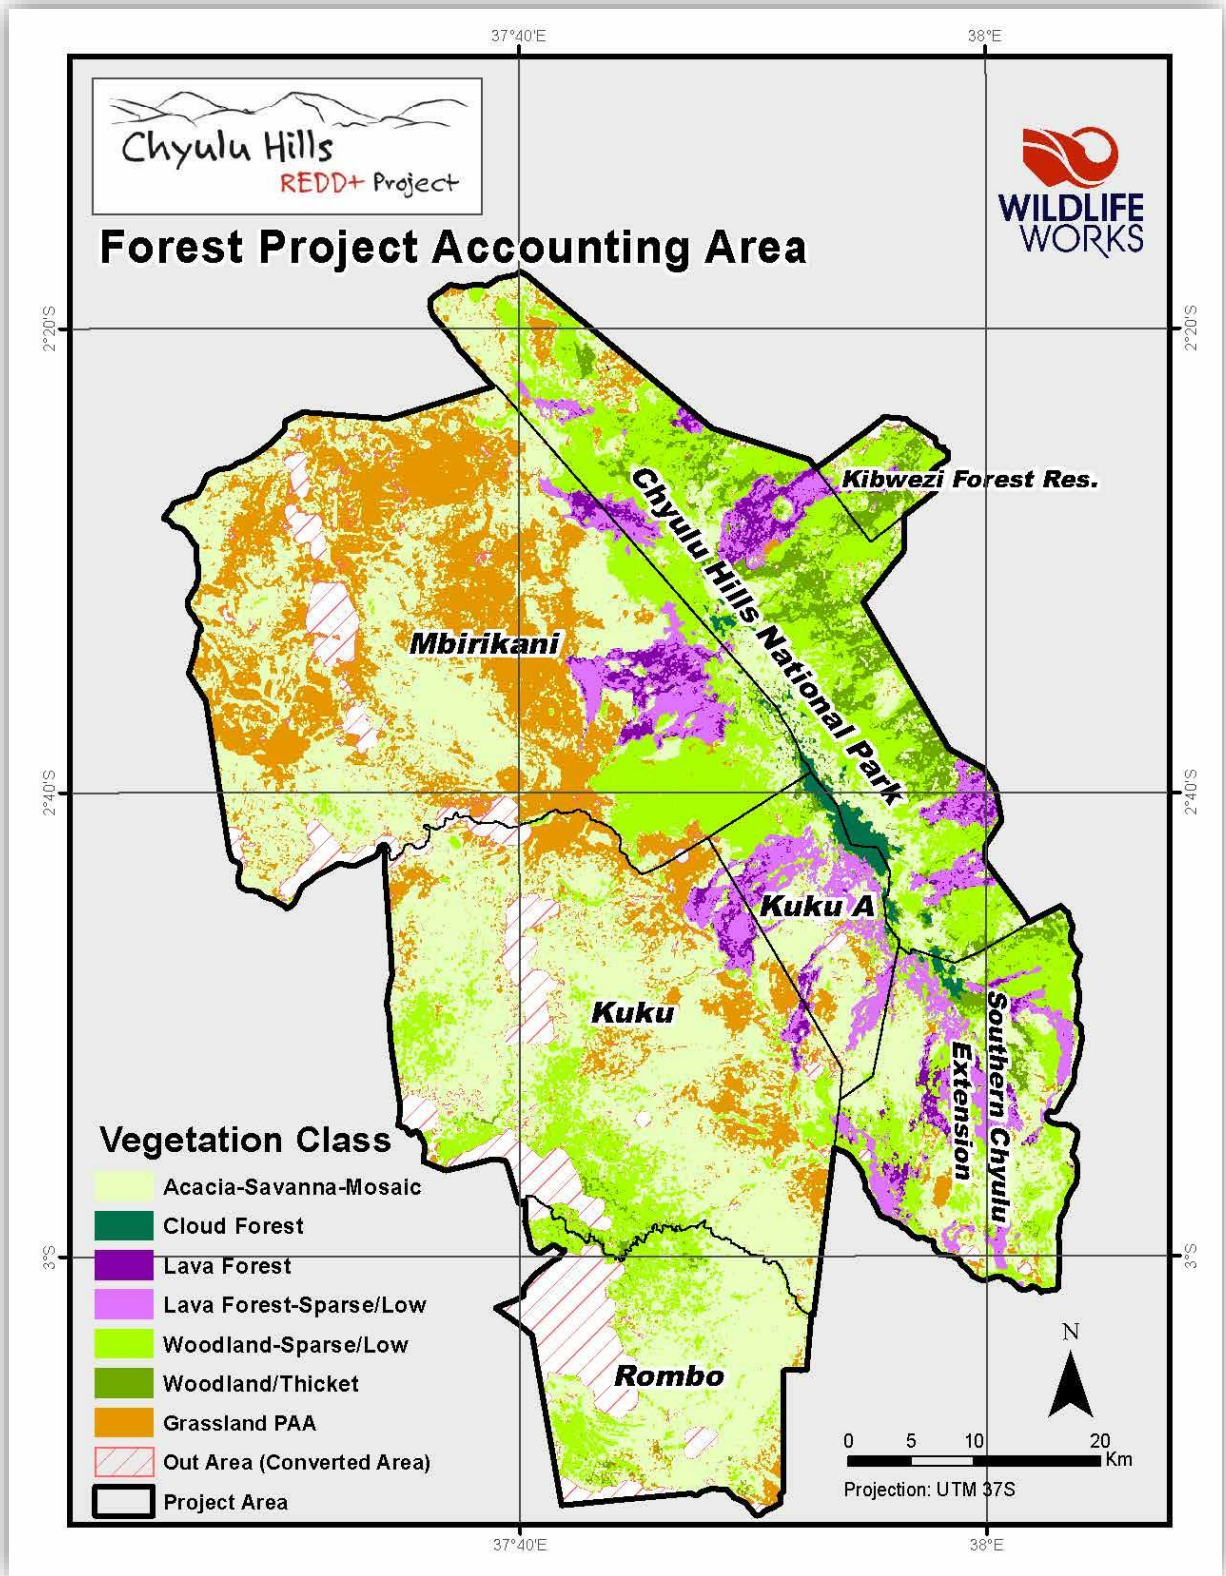 37°40'E
38°E
Chyulu Hills
REDD+ Project
WILDLIFE
WORKS
Forest Project Accounting Area
2°20'S
2°20'S
Kibwezi Forest Res.
Chyulu Hills National Park
Mbirikani
2°40'S
2°40'S
Kuku A
Kuku
Southern Chyulu
Extension
Vegetation Class
Acacia-Savanna-Mosaic
Cloud Forest
Lava Forest
Lava Forest-Sparse/Low
Woodland-Sparse/Low
Woodland/Thicket
Grassland PAA
Out Area (Converted Area)
Project Area
3°S
3°S
Rombo
N
0 5 10 20
Km
Projection: UTM 37S
37°40'E
38°E